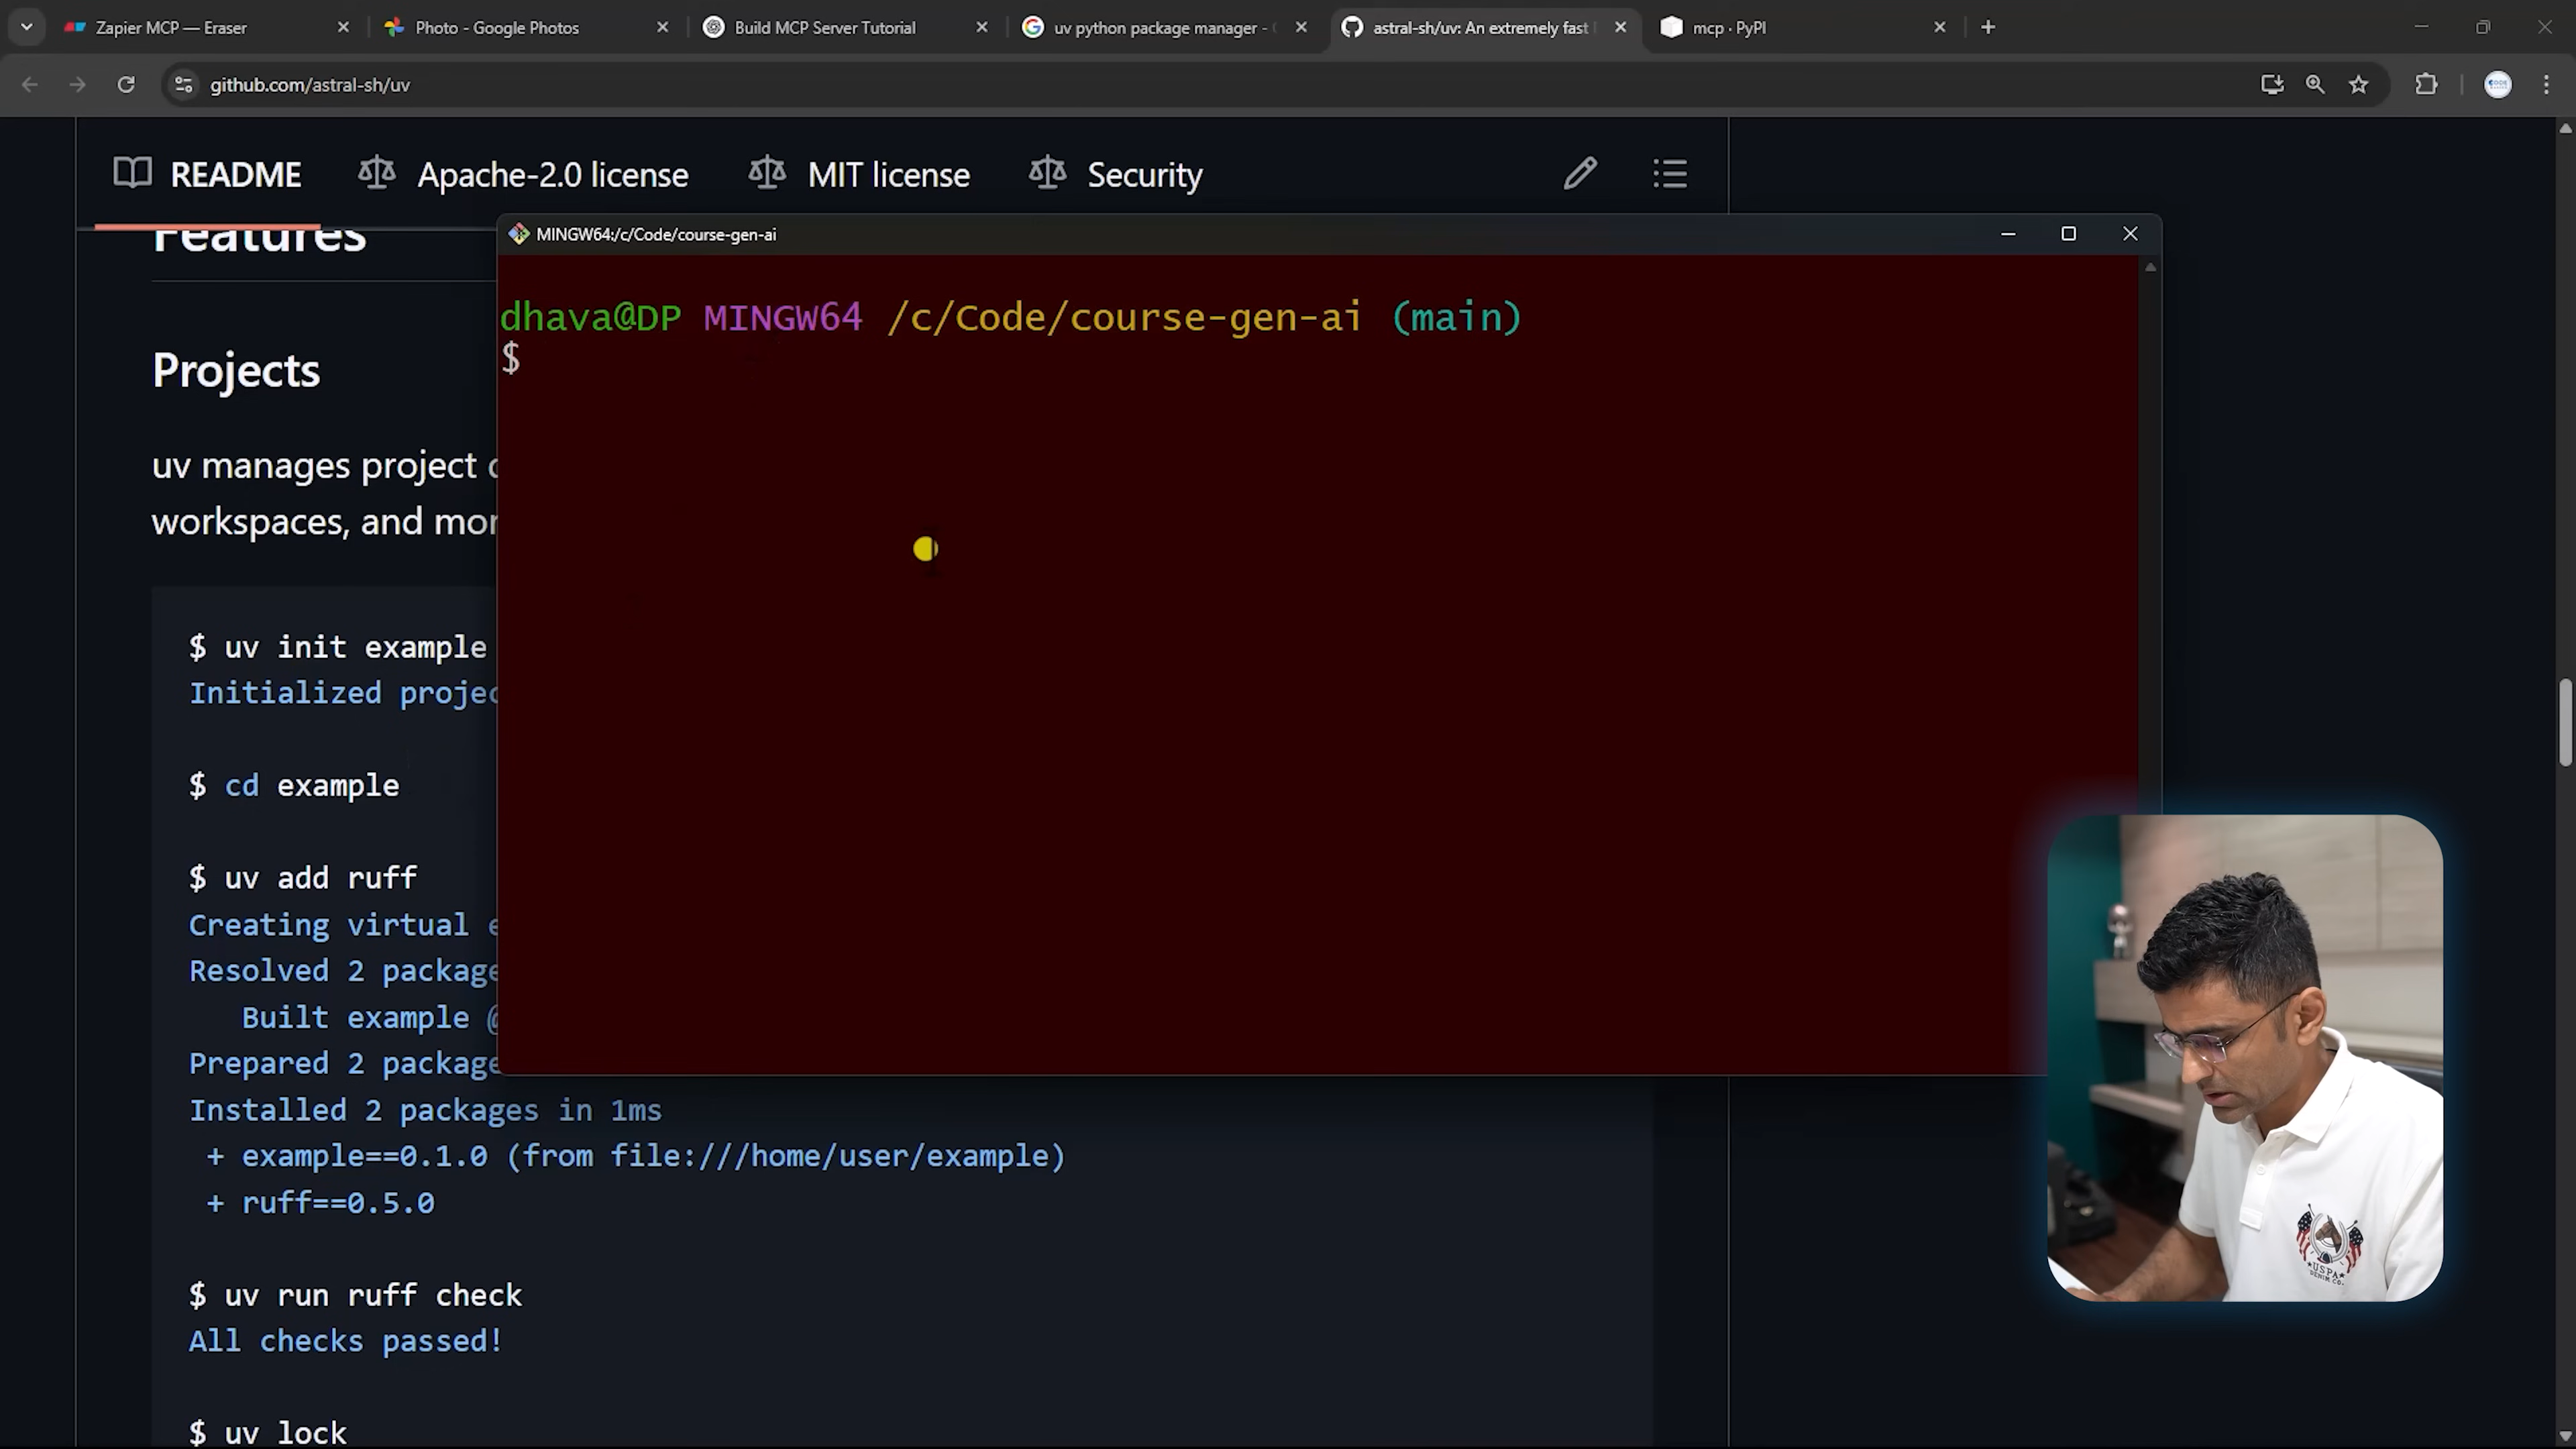 Zapier MCP — Eraser
Photo - Google Photos
Build MCP Server Tutorial
uv python package manager -
astral-sh/uv: An extremely fast
mcp · PyPI
github.com/astral-sh/uv
README
Apache-2.0 license
MIT license
Security
Features
MINGW64:/c/Code/course-gen-ai
dhava@DP MINGW64 /c/Code/course-gen-ai (main)
$
Projects
uv manages project
workspaces, and
$ uv init example
Initialized
$ cd example
$ uv add ruff
Creating virtual
Resolved 2
Built example @
Prepared 2
Installed 2 packages in 1ms
+ example==0.1.0 (from file:///home/user/example)
+ ruff==0.5.0
$ uv run ruff check
All checks passed!
$ uv lock
USPA
DENIM CO.